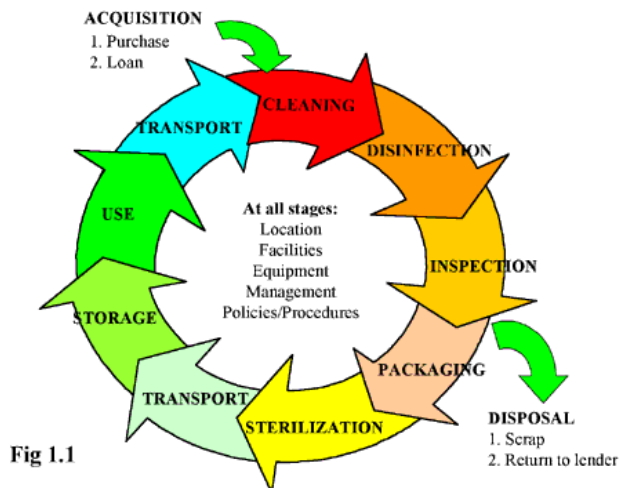 ACQUISITION
1. Purchase
2. Loan
CLEANING
TRANSPORT
DISINFECTION
At all stages:
Location
Facilities
Equipment
Management
Policies/Procedures
USE
INSPECTION
STORAGE
PACKAGING
TRANSPORT
STERILIZATION
DISPOSAL
1. Scrap
2. Return to lender
Fig 1.1